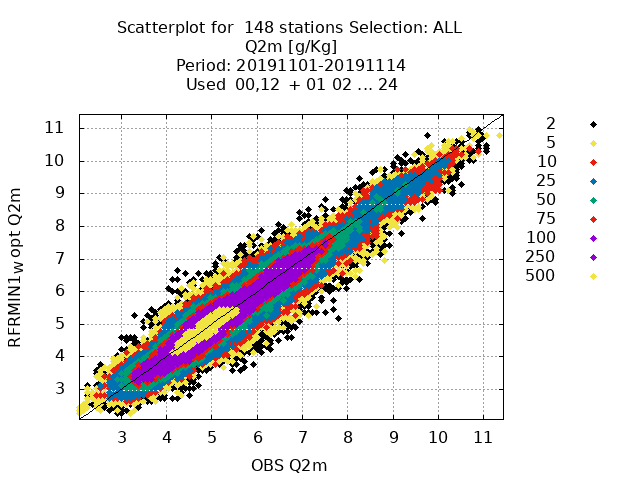 Scatterplot for  148 stations Selection: ALL
Q2m [g/Kg]
Period: 20191101-20191114
Used  00,12  + 01 02 ... 24
11
10
9
8
7
6
5
4
3
RFRMIN1w opt Q2m
3 4 5 6 7 8 9 10 11
OBS Q2m
2
5
10
25
50
75
100
250
500